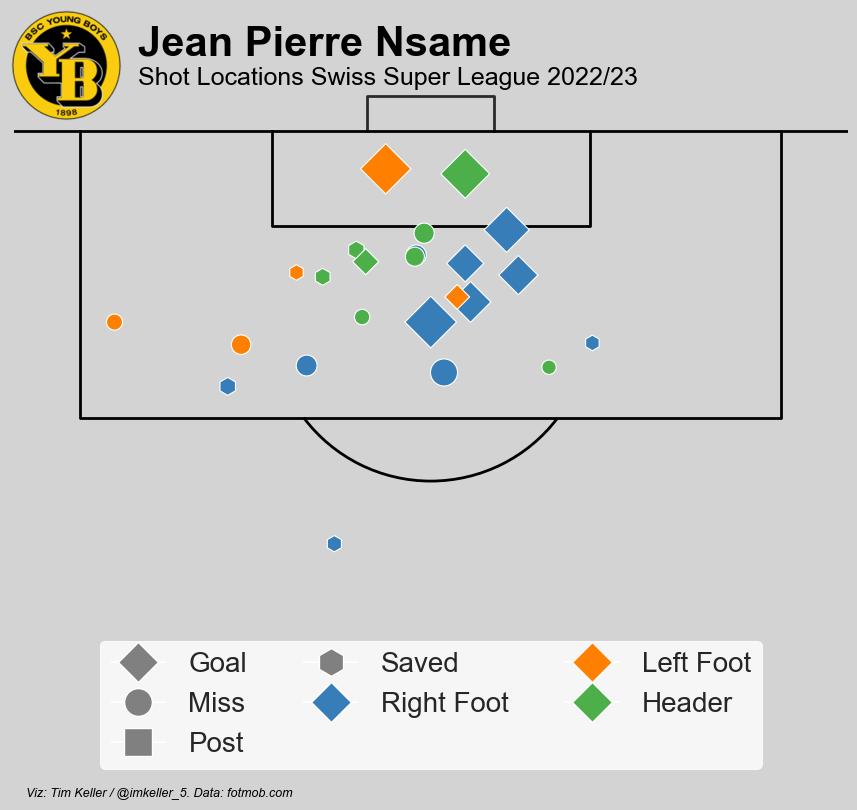 BSC YOUNG BOYS
YB
1898
Jean Pierre Nsame
Shot Locations Swiss Super League 2022/23
Goal Saved Left Foot
Miss Right Foot Header
Post
Viz: Tim Keller / @imkeller_5. Data: fotmob.com